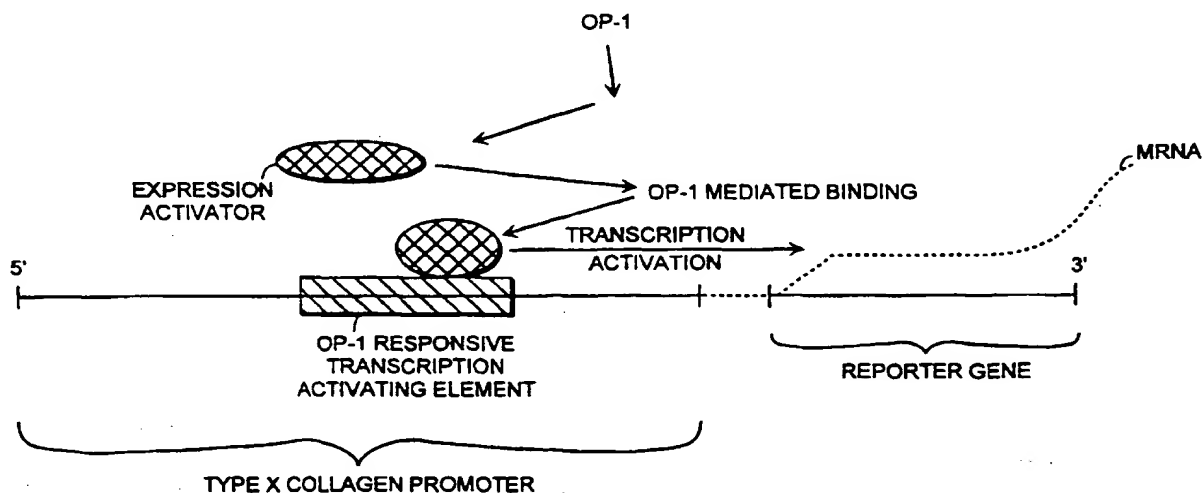 OP-1
MRNA
EXPRESSION
ACTIVATOR
OP-1 MEDIATED BINDING
TRANSCRIPTION
ACTIVATION
5'
3'
OP-1 RESPONSIVE
TRANSCRIPTION
ACTIVATING ELEMENT
REPORTER GENE
TYPE X COLLAGEN PROMOTER